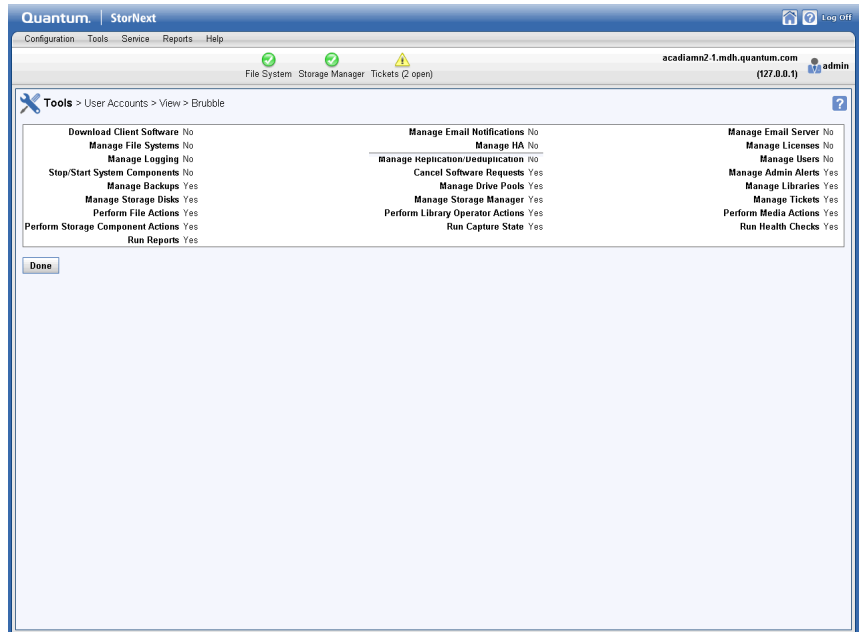 Quantum. | StorNext Log Off
Configuration Tools Service Reports Help
File System Storage Manager Tickets (2 open)
acadiamn2-1.mdh.quantum.com
(127.0.0.1)
admin
Tools > User Accounts > View > Brubble
Download Client Software No Manage Email Notifications No Manage Email Server No
Manage File Systems No Manage HA No Manage Licenses No
Manage Logging No Manage Replication/Deduplication No Manage Users No
Stop/Start System Components No Cancel Software Requests Yes Manage Admin Alerts Yes
Manage Backups Yes Manage Drive Pools Yes Manage Libraries Yes
Manage Storage Disks Yes Manage Storage Manager Yes Manage Tickets Yes
Perform File Actions Yes Perform Library Operator Actions Yes Perform Media Actions Yes
Perform Storage Component Actions Yes Run Capture State Yes Run Health Checks Yes
Run Reports Yes
Done